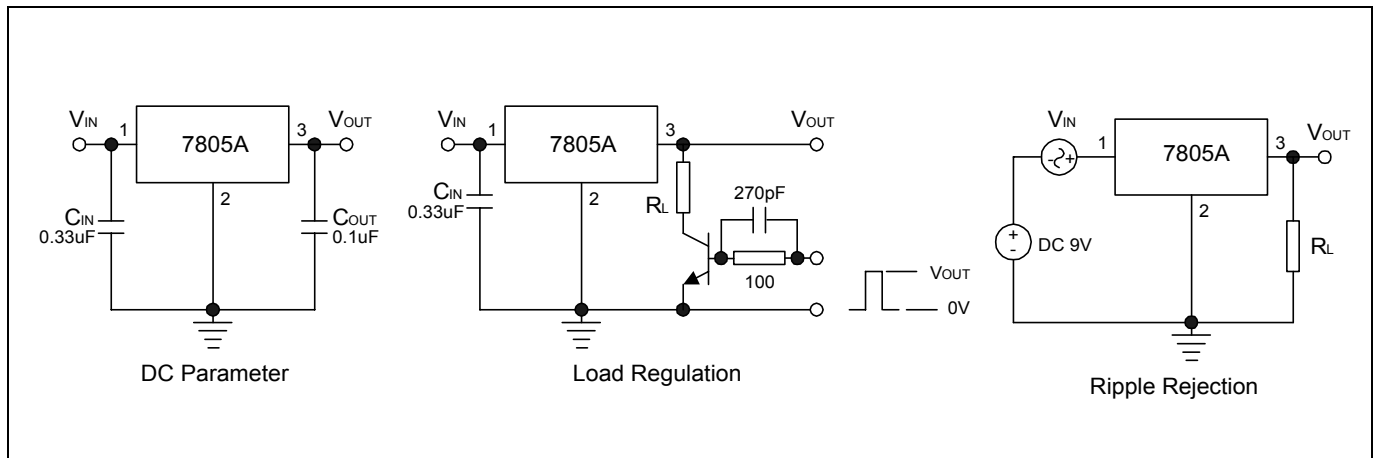 VIN
1
7805A
3
VOUT
2
CIN
0.33uF
COUT
0.1uF
DC Parameter
VIN
1
7805A
3
VOUT
2
CIN
0.33uF
RL
270pF
100
VOUT
0V
Load Regulation
VIN
-
+
1
7805A
3
VOUT
2
+
-
DC 9V
RL
Ripple Rejection